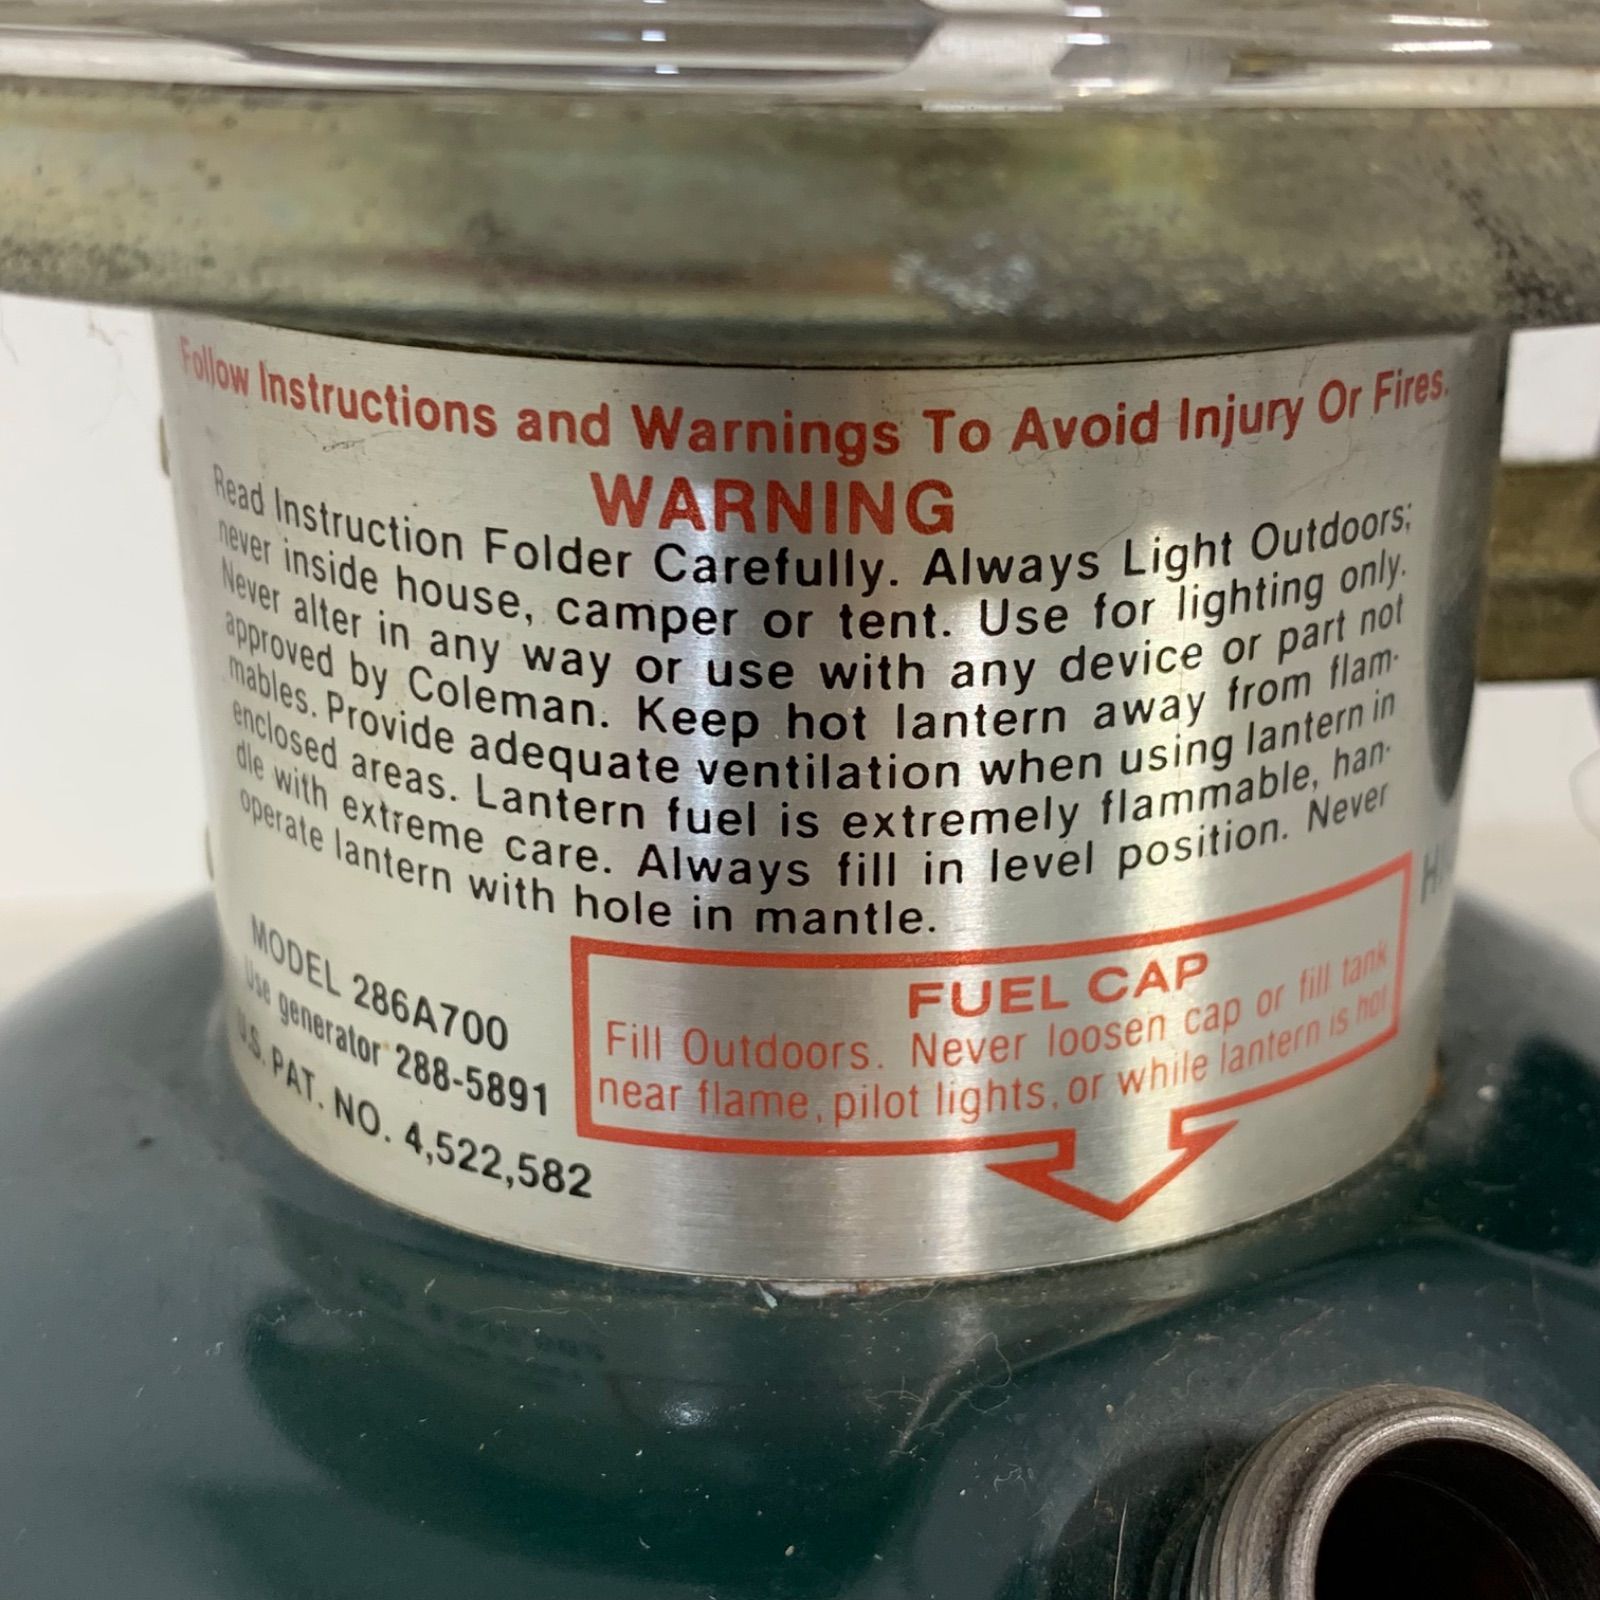 Follow Instructions and Warnings To Avoid Injury Or Fires.
WARNING
Read Instruction Folder Carefully. Always Light Outdoors;
never inside house, camper or tent. Use for lighting only.
Never alter in any way or use with any device or part not
approved by Coleman. Keep hot lantern away from flam-
mables. Provide adequate ventilation when using lantern in
enclosed areas. Lantern fuel is extremely flammable, han-
dle with extreme care. Always fill in level position. Never
operate lantern with hole in mantle.
MODEL 286A700
Use generator 288-5891
U.S. PAT. NO. 4,522,582
FUEL CAP
Fill Outdoors. Never loosen cap or fill tank
near flame, pilot lights, or while lantern is hot